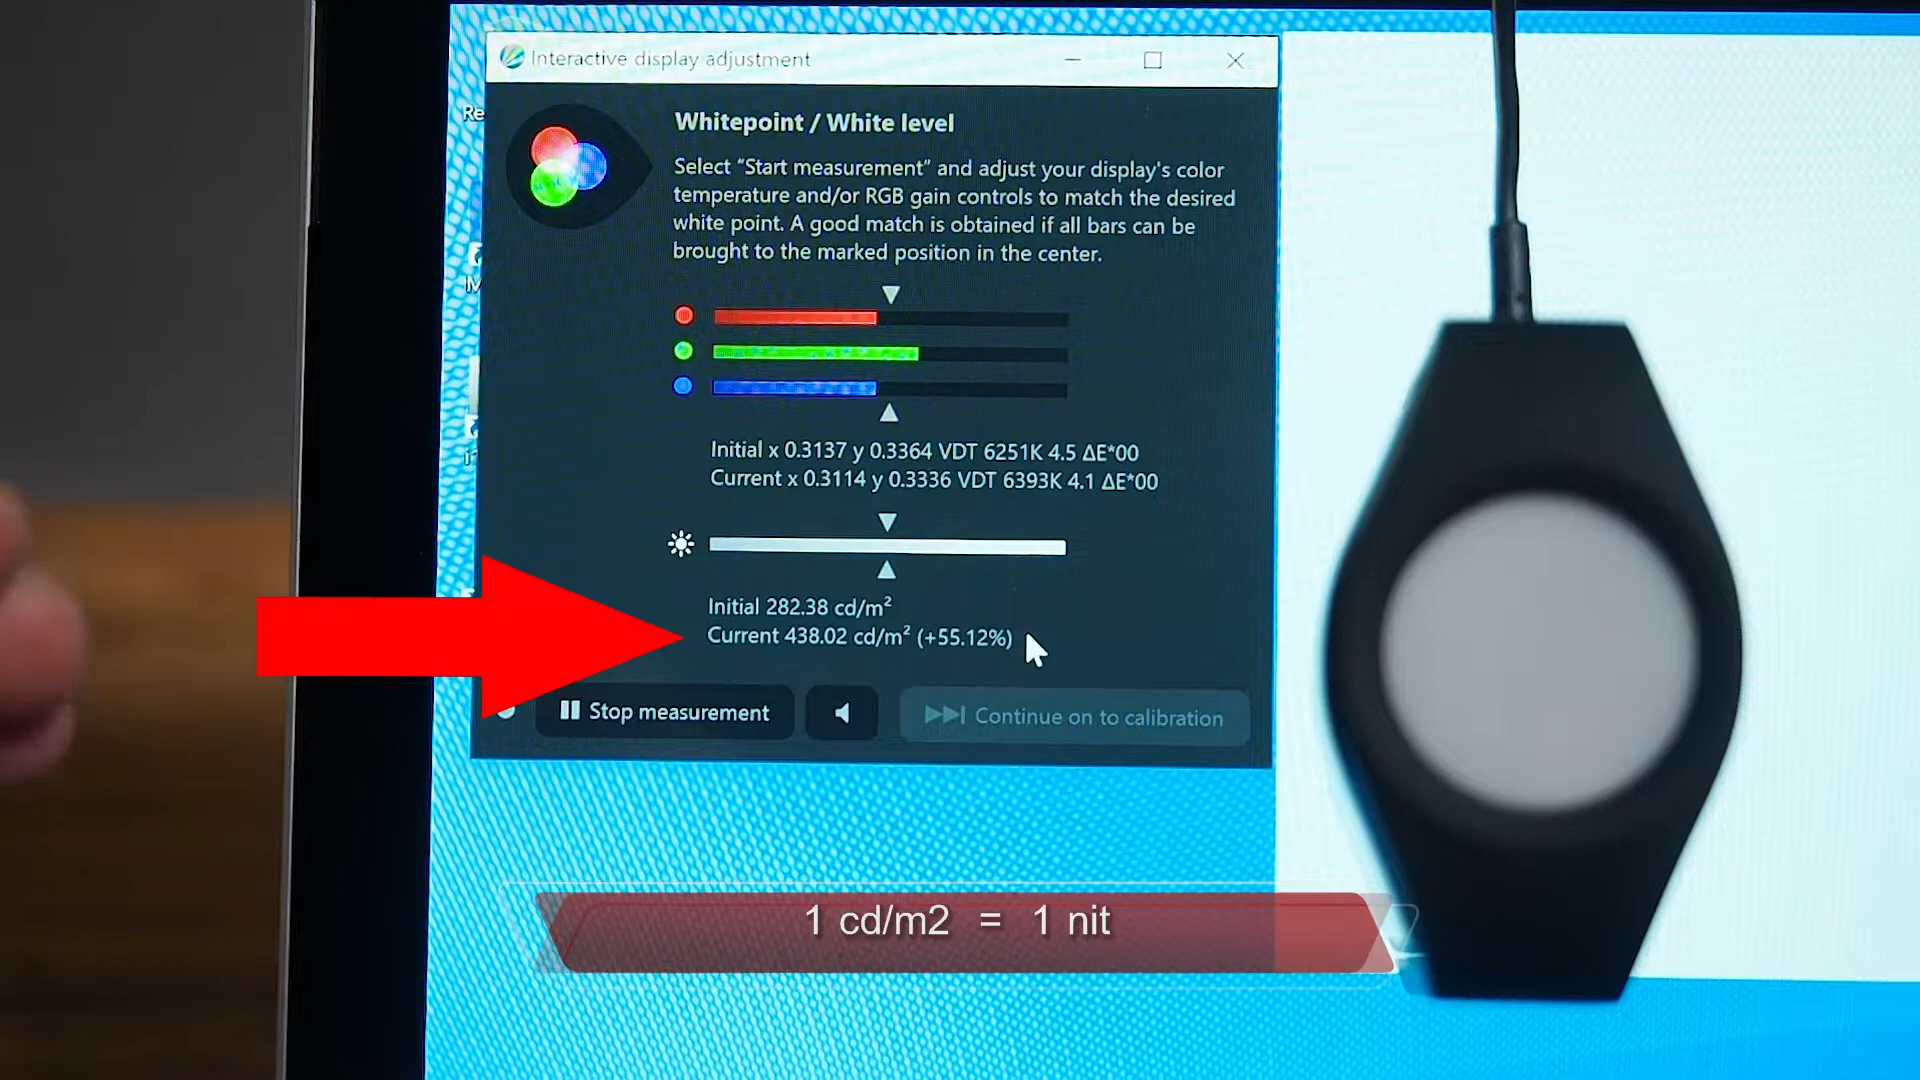 Interactive display adjustment
Re
Whitepoint / White level
Select “Start measurement” and adjust your display's color
temperature and/or RGB gain controls to match the desired
white point. A good match is obtained if all bars can be
brought to the marked position in the center.
M
Initial x 0.3137 y 0.3364 VDT 6251K 4.5 ΔE*00
Current x 0.3114 y 0.3336 VDT 6393K 4.1 ΔE*00
Initial 282.38 cd/m²
Current 438.02 cd/m² (+55.12%)
Stop measurement
Continue on to calibration
1 cd/m2 = 1 nit